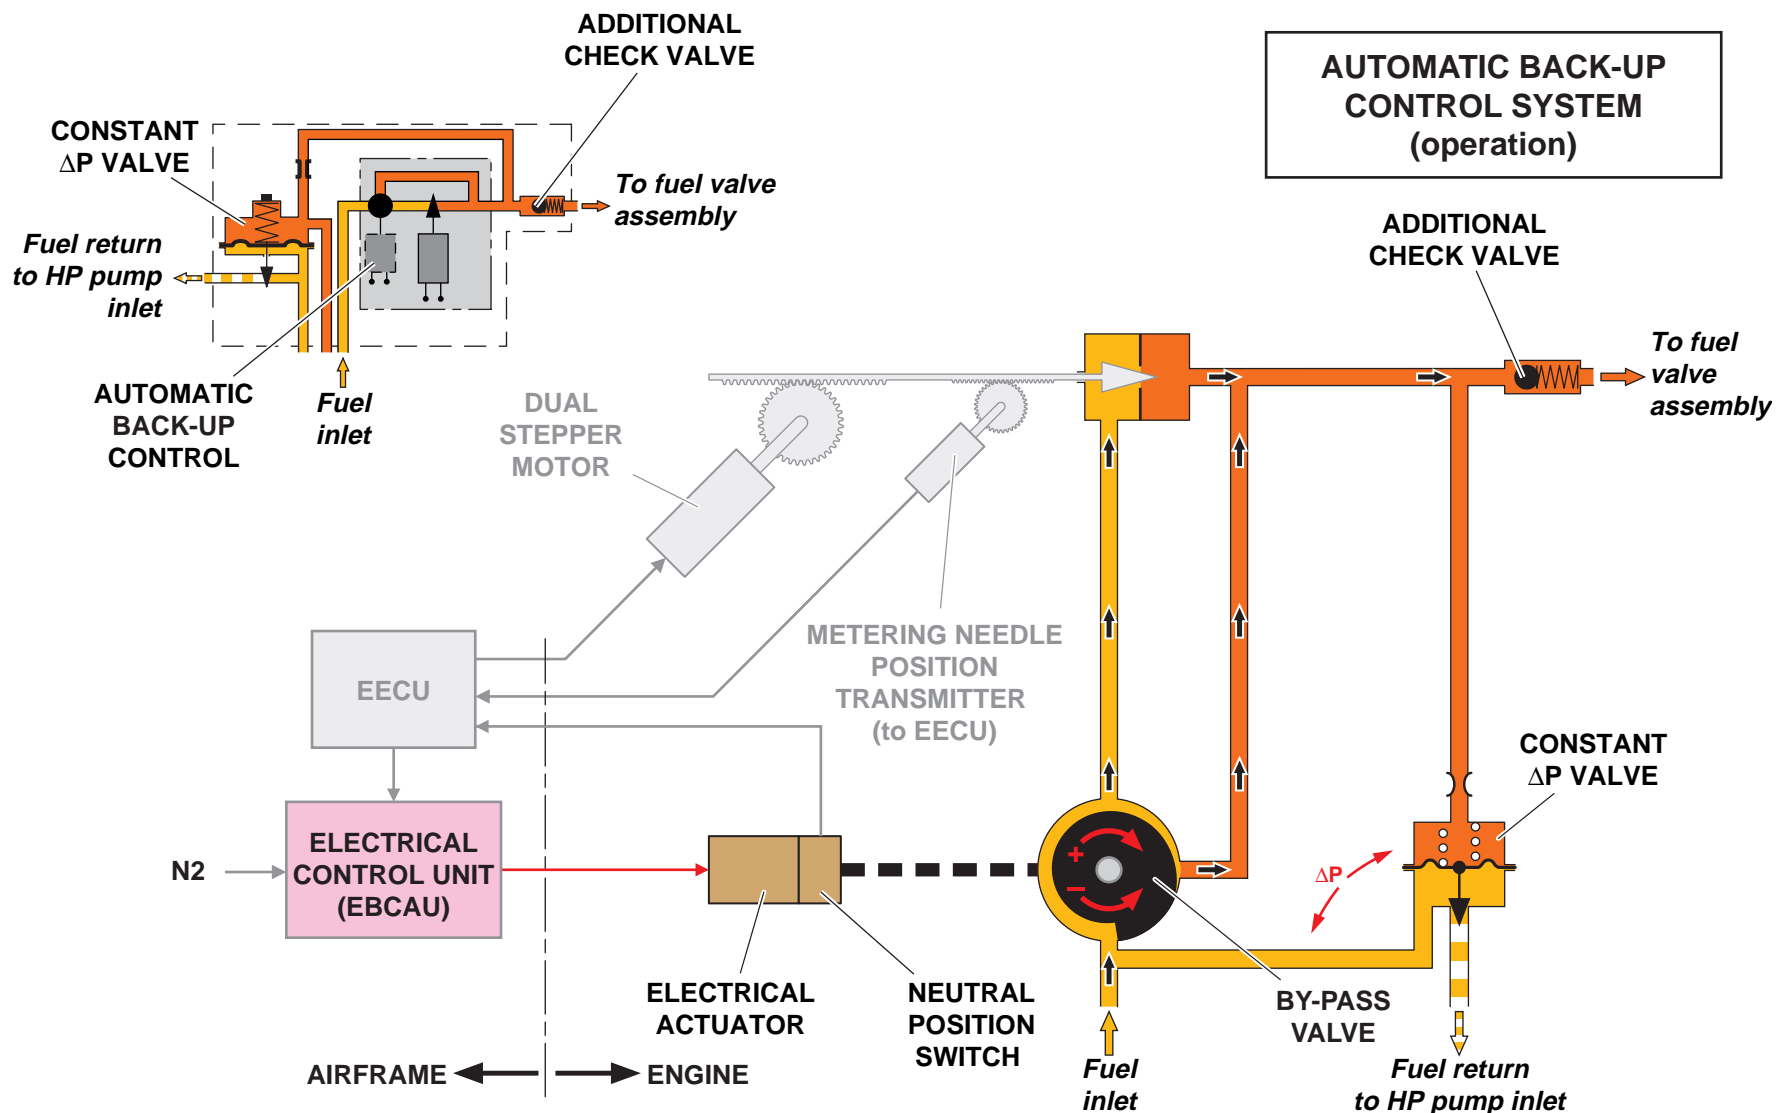 ADDITIONAL
CHECK VALVE
AUTOMATIC BACK-UP
CONTROL SYSTEM
(operation)
CONSTANT
ΔP VALVE
To fuel valve
assembly
Fuel return
to HP pump
inlet
AUTOMATIC
BACK-UP
CONTROL
Fuel
inlet
ADDITIONAL
CHECK VALVE
To fuel
valve
assembly
DUAL
STEPPER
MOTOR
METERING NEEDLE
POSITION
TRANSMITTER
(to EECU)
EECU
CONSTANT
ΔP VALVE
N2
ELECTRICAL
CONTROL UNIT
(EBCAU)
+
−
ΔP
ELECTRICAL
ACTUATOR
NEUTRAL
POSITION
SWITCH
BY-PASS
VALVE
AIRFRAME
ENGINE
Fuel
inlet
Fuel return
to HP pump inlet